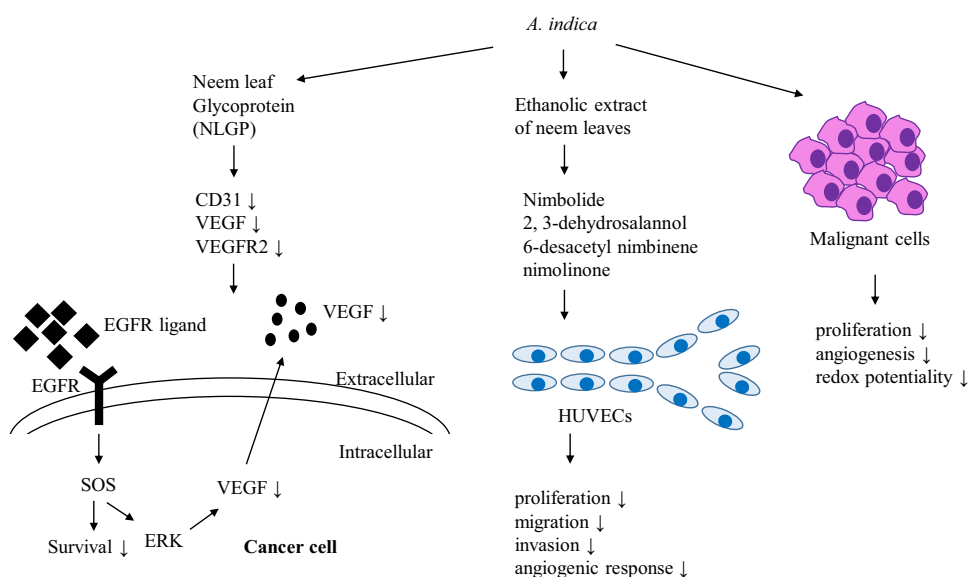 A. indica
Neem leaf
Glycoprotein
(NLGP)
CD31 ↓
VEGF ↓
VEGFR2 ↓
EGFR ligand
VEGF ↓
EGFR
Extracellular
Intracellular
SOS
VEGF ↓
Survival ↓
ERK
Cancer cell
Ethanolic extract
of neem leaves
Nimbolide
2, 3-dehydrosalannol
6-desacetyl nimbinene
nimolinone
HUVECs
proliferation ↓
migration ↓
invasion ↓
angiogenic response ↓
Malignant cells
proliferation ↓
angiogenesis ↓
redox potentiality ↓